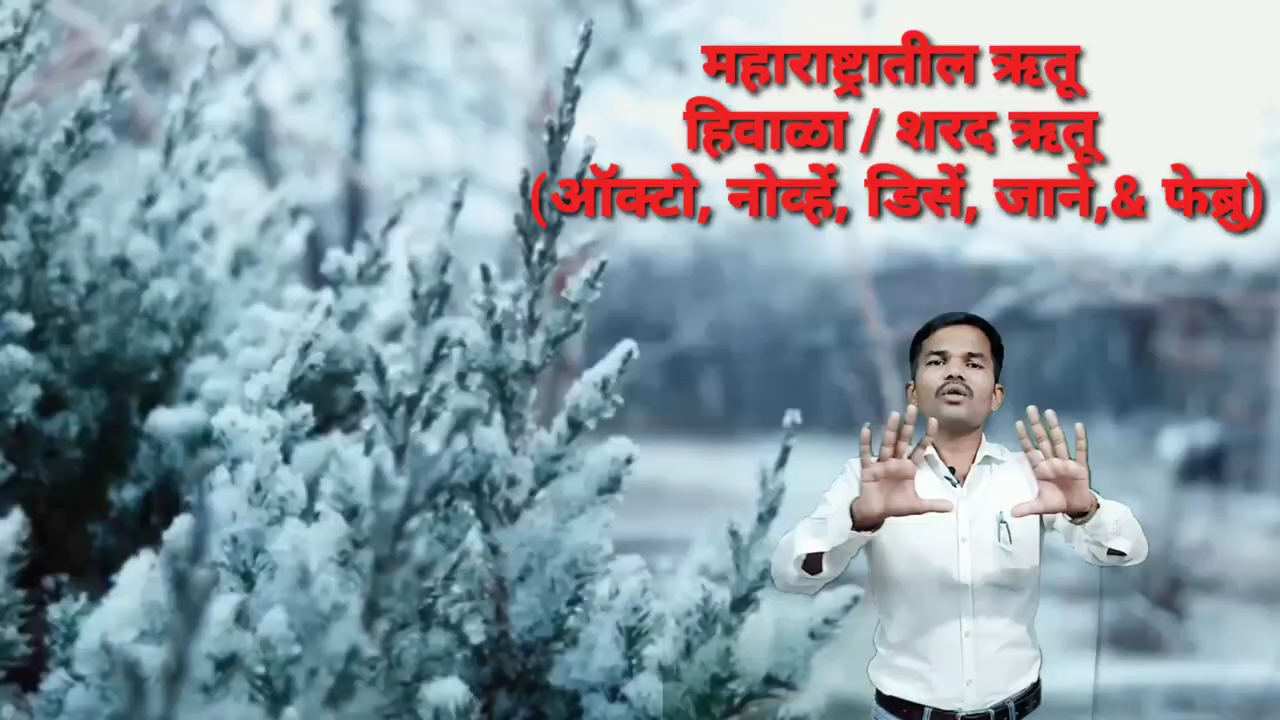 महाराष्ट्रातील ऋतू
हिवाळा / शरद ऋतू
(ऑक्टो, नोव्हें, डिसें, जाने,& फेब्रु)